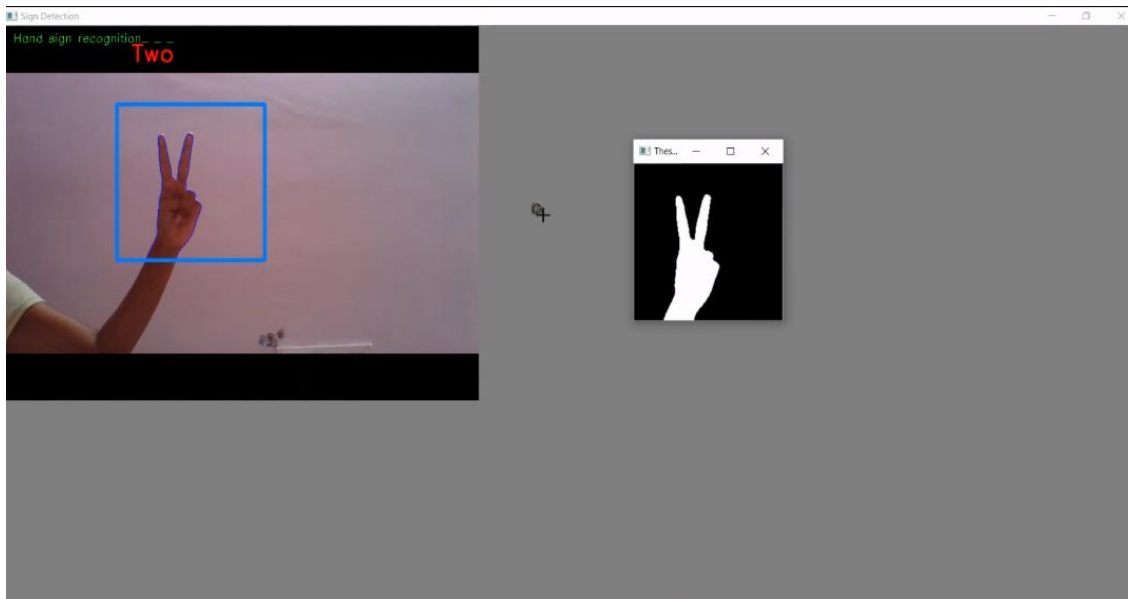 Sign Detection
Hand sign recognition_ _ _
Two
Thes..